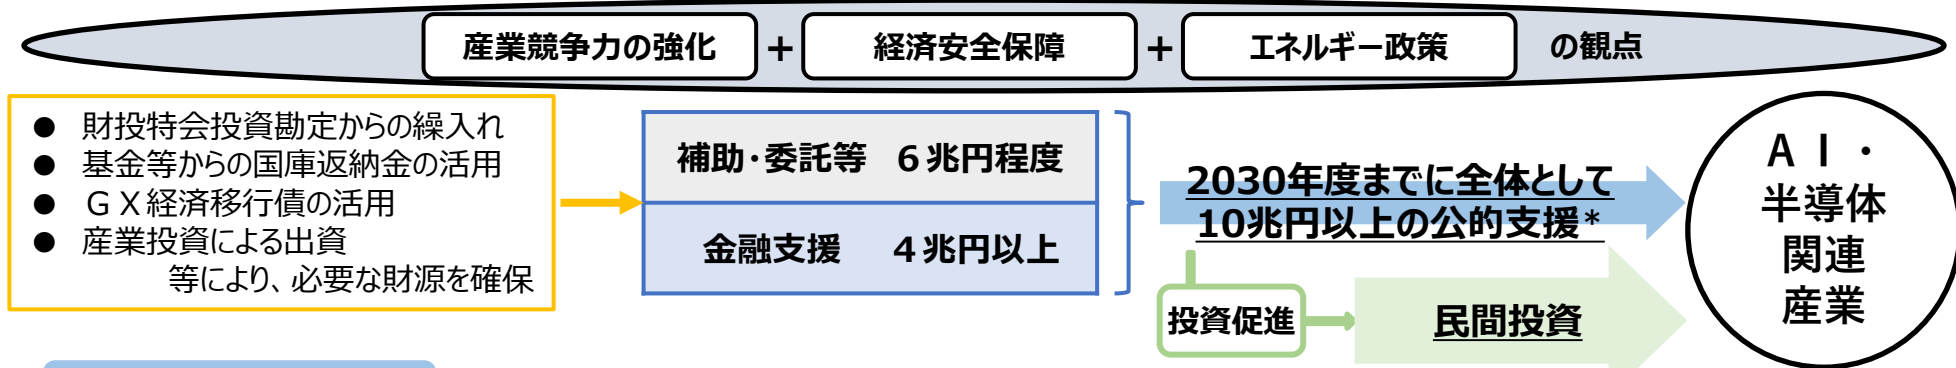 産業競争力の強化 + 経済安全保障 + エネルギー政策 の観点
● 財投特会投資勘定からの繰入れ
● 基金等からの国庫返納金の活用
● ＧＸ経済移行債の活用
● 産業投資による出資
等により、必要な財源を確保
補助・委託等 ６兆円程度
金融支援 ４兆円以上
2030年度までに全体として
10兆円以上の公的支援*
投資促進
民間投資
ＡＩ・
半導体
関連
産業